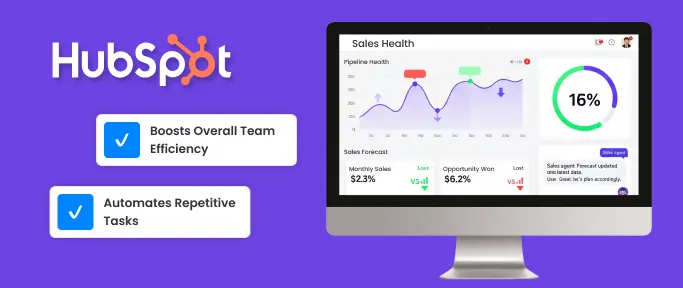 HubSpot
Boosts Overall Team
Efficiency
Automates Repetitive
Tasks
Sales Health
Pipeline Health
16%
Sales Forecast
Monthly Sales
Lost
$2.3%
VS
Opportunity Won
Lost
$6.2%
VS
Sales Agent
Sales agent: Forecast updated
one latest data.
Use: Great, let's plan accordingly.